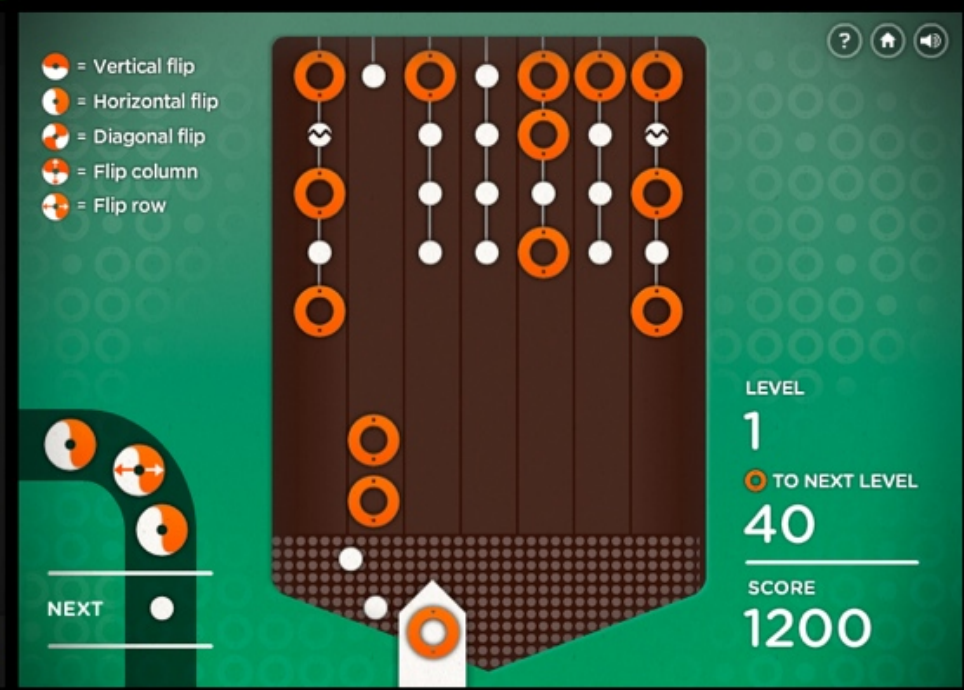 = Vertical flip
= Horizontal flip
= Diagonal flip
= Flip column
= Flip row
?
LEVEL
1
TO NEXT LEVEL
40
SCORE
1200
NEXT